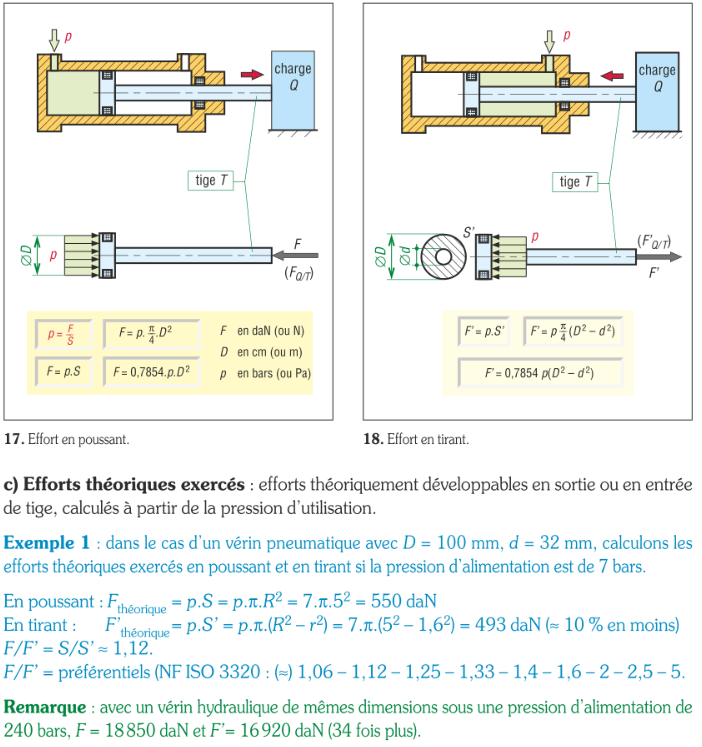 p
charge
Q
tige T
ØD
p
F
(F_Q/T)
p = F/S
F = p. π/4 .D²
F = p.S
F = 0,7854.p.D²
F en daN (ou N)
D en cm (ou m)
p en bars (ou Pa)
17. Effort en poussant.
p
charge
Q
tige T
ØD
Ød
S'
p
(F'_Q/T)
F'
F' = p.S'
F' = p π/4 (D² – d²)
F' = 0,7854 p(D² – d²)
18. Effort en tirant.
c) Efforts théoriques exercés : efforts théoriquement développables en sortie ou en entrée
de tige, calculés à partir de la pression d'utilisation.
Exemple 1 : dans le cas d'un vérin pneumatique avec D = 100 mm, d = 32 mm, calculons les
efforts théoriques exercés en poussant et en tirant si la pression d'alimentation est de 7 bars.
En poussant : F_théorique = p.S = p.π.R² = 7.π.5² = 550 daN
En tirant : F'_théorique = p.S' = p.π.(R² – r²) = 7.π.(5² – 1,6²) = 493 daN (≈ 10 % en moins)
F/F' = S/S' ≈ 1,12.
F/F' = préférentiels (NF ISO 3320 : (≈) 1,06 – 1,12 – 1,25 – 1,33 – 1,4 – 1,6 – 2 – 2,5 – 5.
Remarque : avec un vérin hydraulique de mêmes dimensions sous une pression d'alimentation de
240 bars, F = 18 850 daN et F' = 16 920 daN (34 fois plus).